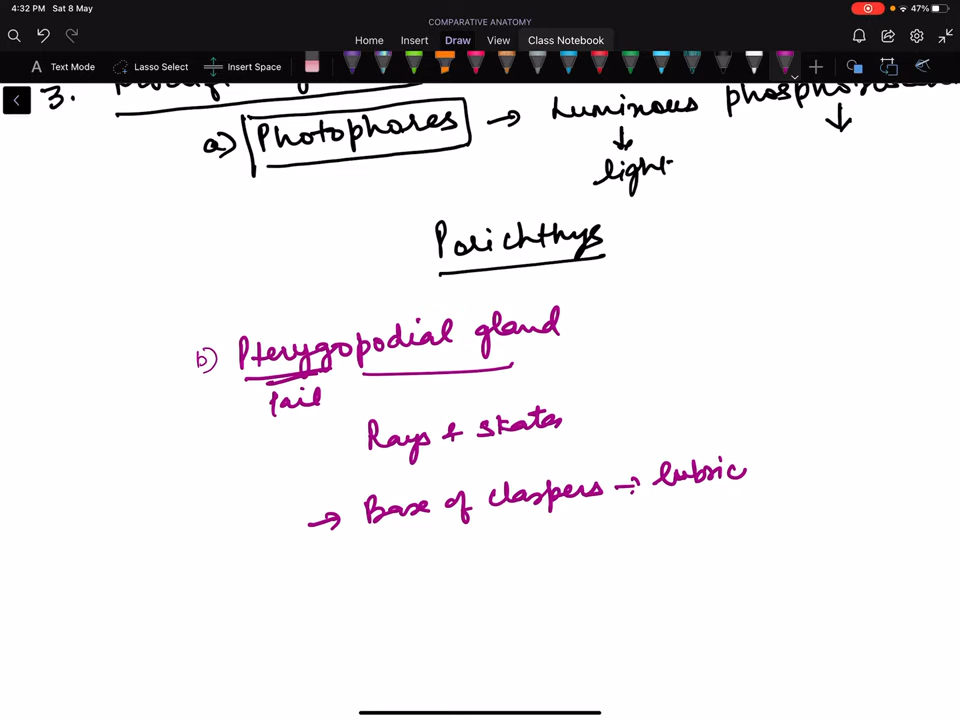 4:32 PM Sat 8 May
47%
COMPARATIVE ANATOMY
Home Insert Draw View Class Notebook
Text Mode Lasso Select Insert Space
3.
a) Photophores → Luminous
↓ ↓
light
Porichthys
b) Pterygopodial gland
tail
Rays + skates
→ Base of claspers → lubric